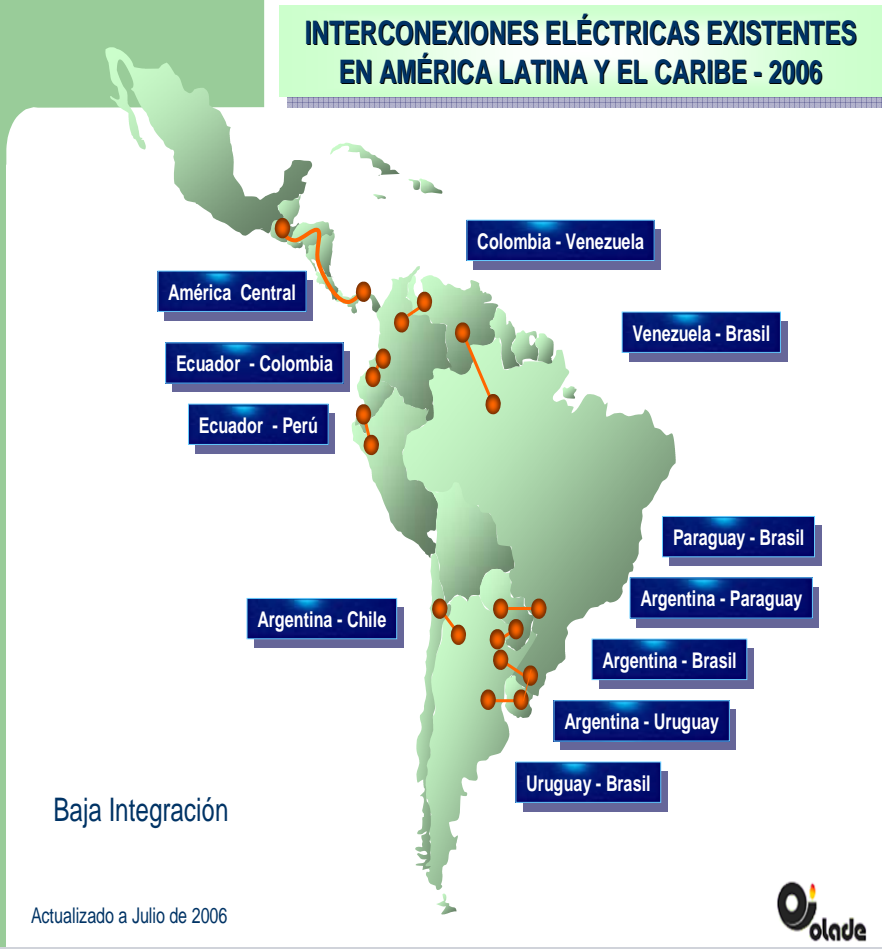 INTERCONEXIONES ELÉCTRICAS EXISTENTES
EN AMÉRICA LATINA Y EL CARIBE - 2006
Colombia - Venezuela
América Central
Venezuela - Brasil
Ecuador - Colombia
Ecuador - Perú
Paraguay - Brasil
Argentina - Paraguay
Argentina - Chile
Argentina - Brasil
Argentina - Uruguay
Uruguay - Brasil
Baja Integración
Actualizado a Julio de 2006
olade